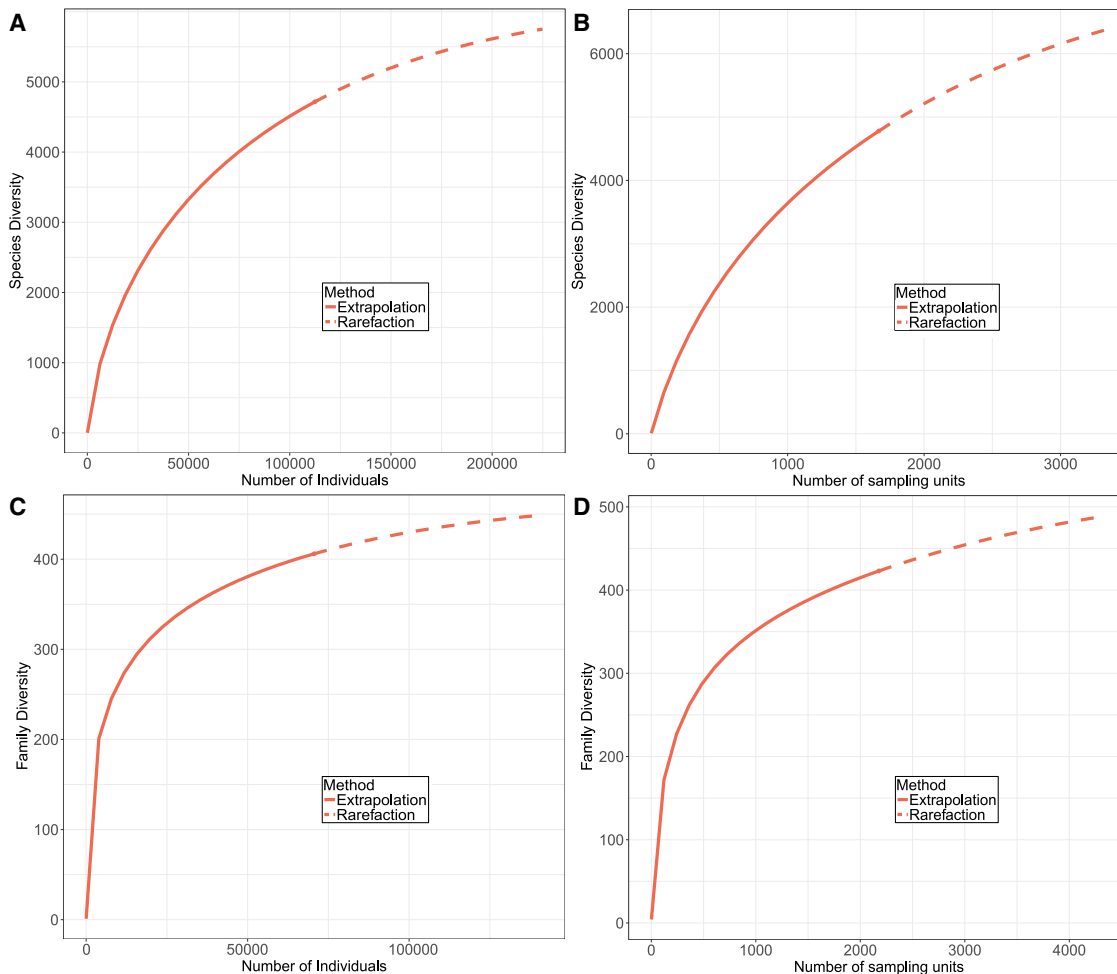 A
Species Diversity
5000
4000
3000
2000
1000
0
0 50000 100000 150000 200000
Number of Individuals
Method
Extrapolation
Rarefaction
B
Species Diversity
6000
4000
2000
0
0 1000 2000 3000
Number of sampling units
Method
Extrapolation
Rarefaction
C
Family Diversity
400
300
200
100
0
0 50000 100000
Number of Individuals
Method
Extrapolation
Rarefaction
D
Family Diversity
500
400
300
200
100
0
0 1000 2000 3000 4000
Number of sampling units
Method
Extrapolation
Rarefaction